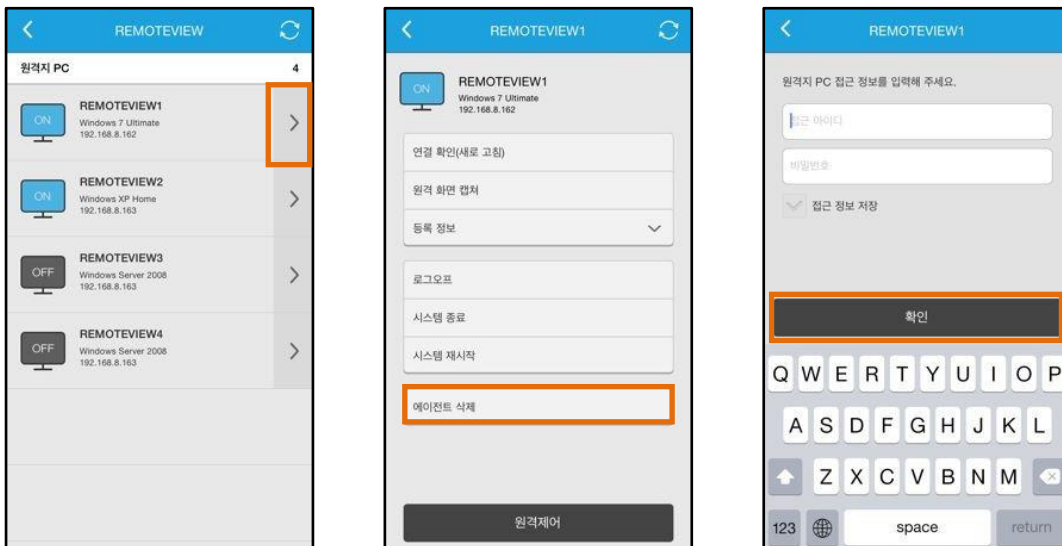 REMOTEVIEW
원격지 PC 4
ON
REMOTEVIEW1
Windows 7 Ultimate
192.168.8.162
ON
REMOTEVIEW2
Windows XP Home
192.168.8.163
OFF
REMOTEVIEW3
Windows Server 2008
192.168.8.163
OFF
REMOTEVIEW4
Windows Server 2008
192.168.8.163
REMOTEVIEW1
ON
REMOTEVIEW1
Windows 7 Ultimate
192.168.8.162
연결 확인(새로 고침)
원격 화면 캡쳐
등록 정보
로그오프
시스템 종료
시스템 재시작
에이전트 삭제
원격제어
REMOTEVIEW1
원격지 PC 접근 정보를 입력해 주세요.
접근 아이디
비밀번호
접근 정보 저장
확인
Q W E R T Y U I O P
A S D F G H J K L
Z X C V B N M
123 space return